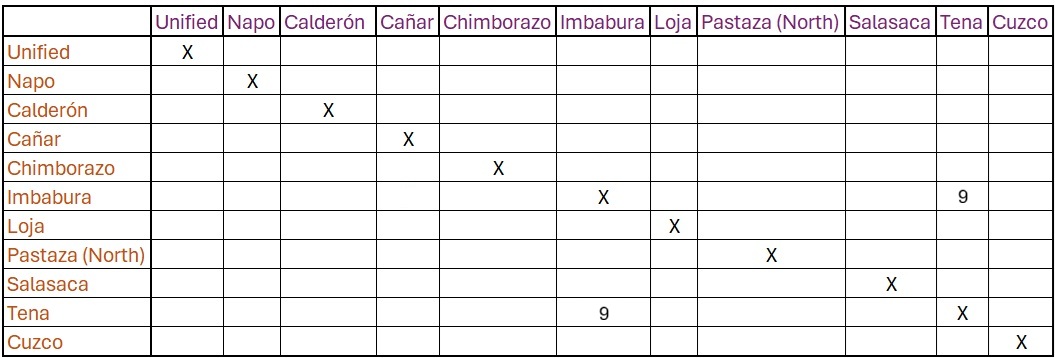 Unified Napo Calderón Cañar Chimborazo Imbabura Loja Pastaza (North) Salasaca Tena Cuzco
Unified X
Napo X
Calderón X
Cañar X
Chimborazo X
Imbabura X 9
Loja X
Pastaza (North) X
Salasaca X
Tena 9 X
Cuzco X